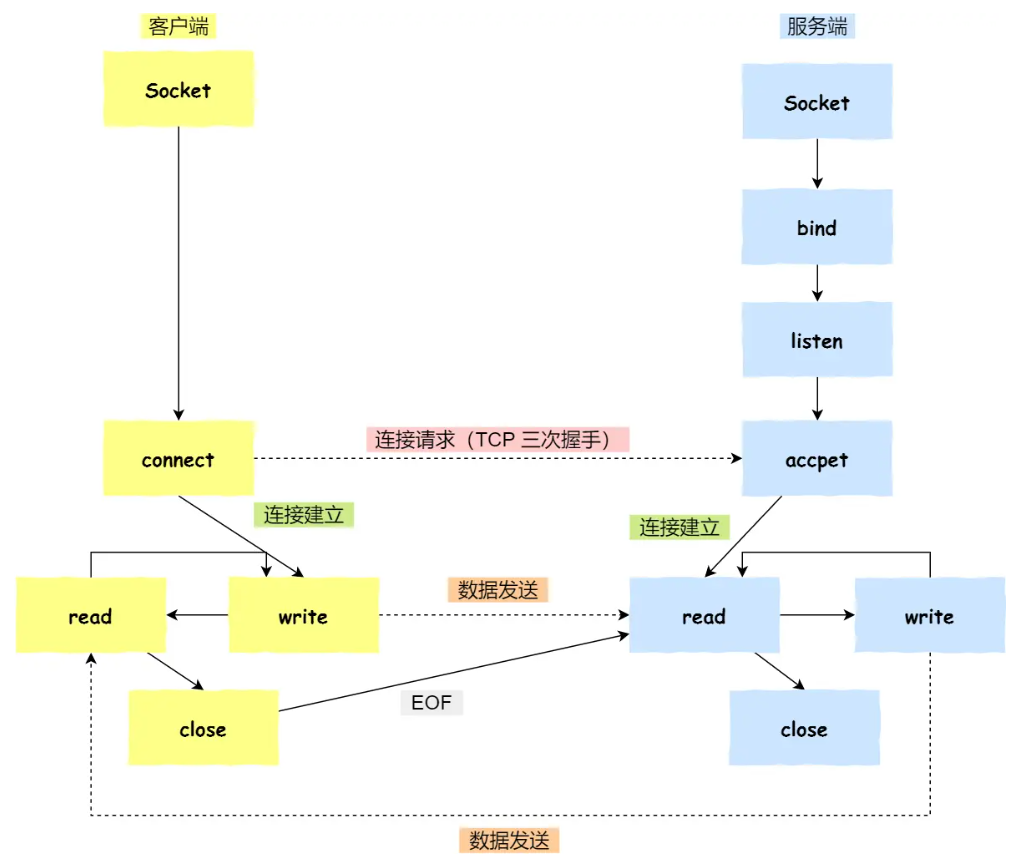 客户端
服务端
Socket
Socket
bind
listen
连接请求（TCP 三次握手）
connect
accpet
连接建立
连接建立
数据发送
read
write
read
write
EOF
close
close
数据发送